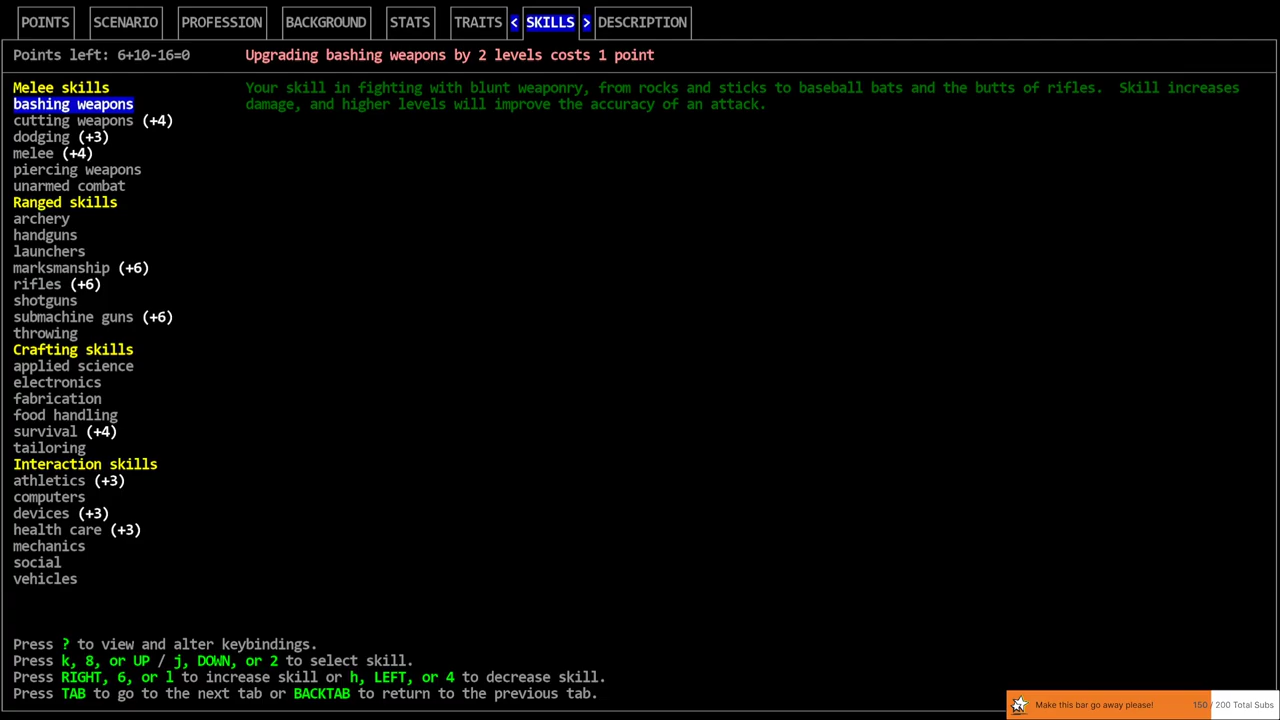 POINTS SCENARIO PROFESSION BACKGROUND STATS TRAITS < SKILLS > DESCRIPTION
Points left: 6+10-16=0 Upgrading bashing weapons by 2 levels costs 1 point
Melee skills
bashing weapons
cutting weapons (+4)
dodging (+3)
melee (+4)
piercing weapons
unarmed combat
Ranged skills
archery
handguns
launchers
marksmanship (+6)
rifles (+6)
shotguns
submachine guns (+6)
throwing
Crafting skills
applied science
electronics
fabrication
food handling
survival (+4)
tailoring
Interaction skills
athletics (+3)
computers
devices (+3)
health care (+3)
mechanics
social
vehicles
Your skill in fighting with blunt weaponry, from rocks and sticks to baseball bats and the butts of rifles.  Skill increases
damage, and higher levels will improve the accuracy of an attack.
Press ? to view and alter keybindings.
Press k, 8, or UP / j, DOWN, or 2 to select skill.
Press RIGHT, 6, or l to increase skill or h, LEFT, or 4 to decrease skill.
Press TAB to go to the next tab or BACKTAB to return to the previous tab.
Make this bar go away please! 150 / 200 Total Subs